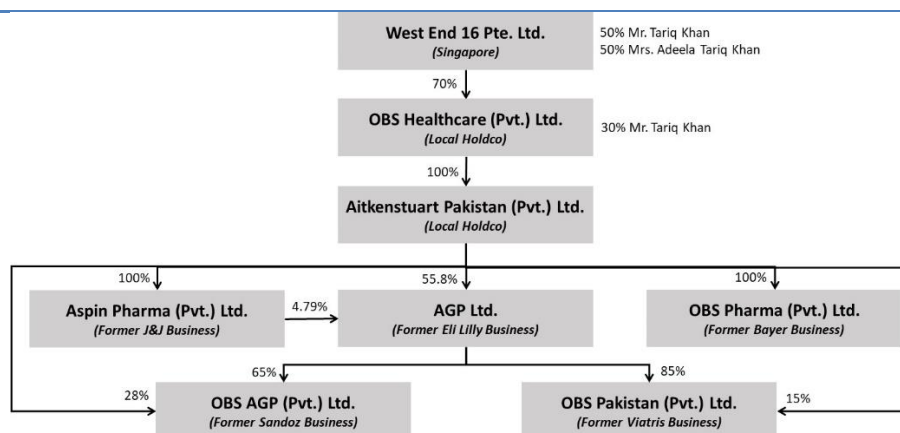 West End 16 Pte. Ltd.
(Singapore)
50% Mr. Tariq Khan
50% Mrs. Adeela Tariq Khan
70%
OBS Healthcare (Pvt.) Ltd.
(Local Holdco)
30% Mr. Tariq Khan
100%
Aitkenstuart Pakistan (Pvt.) Ltd.
(Local Holdco)
100%
55.8%
100%
Aspin Pharma (Pvt.) Ltd.
(Former J&J Business)
4.79%
AGP Ltd.
(Former Eli Lilly Business)
OBS Pharma (Pvt.) Ltd.
(Former Bayer Business)
65%
85%
28%
OBS AGP (Pvt.) Ltd.
(Former Sandoz Business)
OBS Pakistan (Pvt.) Ltd.
(Former Viatris Business)
15%